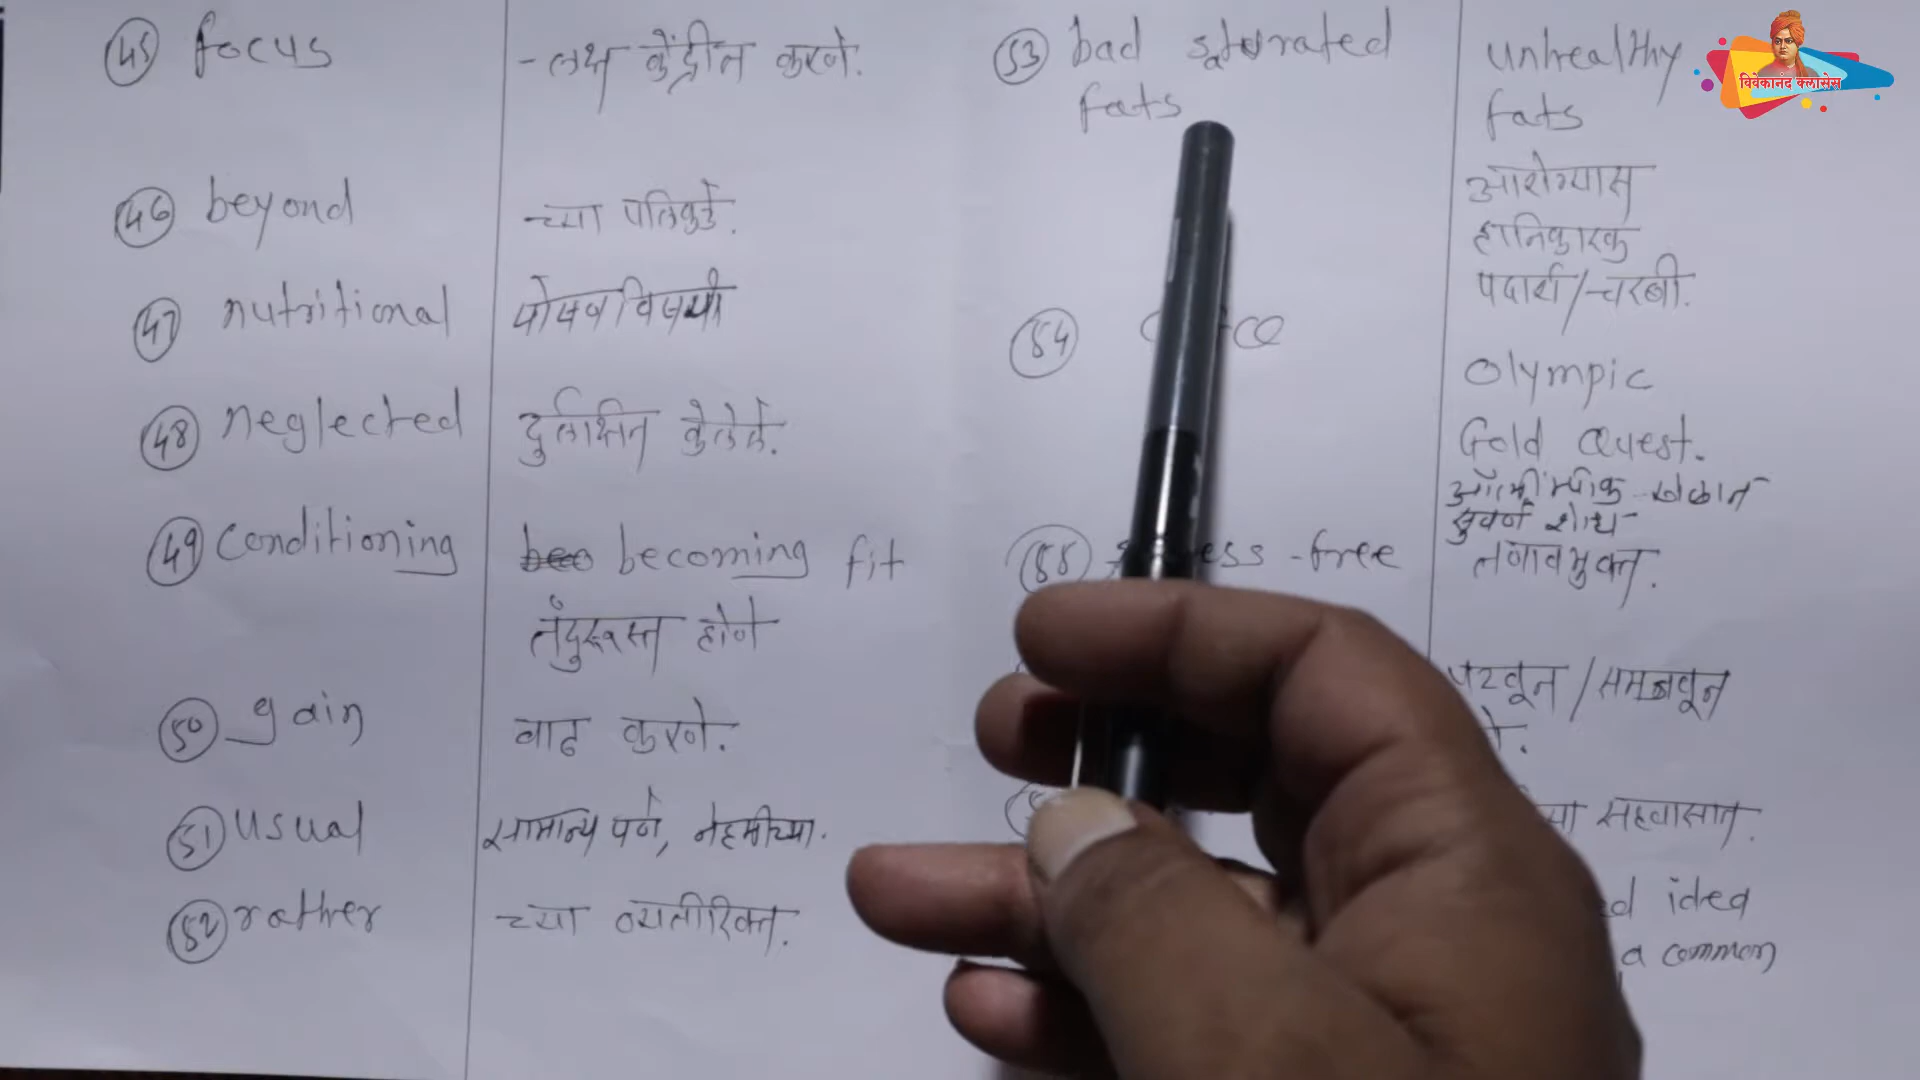 45 focus - लक्ष केंद्रीत करणे.
46 beyond -च्या पलिकडे.
47 nutritional पोषणविषयी
48 neglected दुर्लक्षित केलेले.
49 conditioning becoming fit
तंदुरूस्त होणे
50 gain वाढ करणे.
51 usual सामान्य पणे, नेहमीच्या.
52 rather च्या व्यतीरिक्त.
53 bad saturated
fats
unhealthy
fats
आरोग्यास
हानिकारक
पदार्थ/चरबी.
54
Olympic
Gold Quest.
सुवर्ण शोध
55 -free तणावमुक्त.
पटवून/समजावून
सहवासात.
idea
a common
विवेकानंद क्लासेस